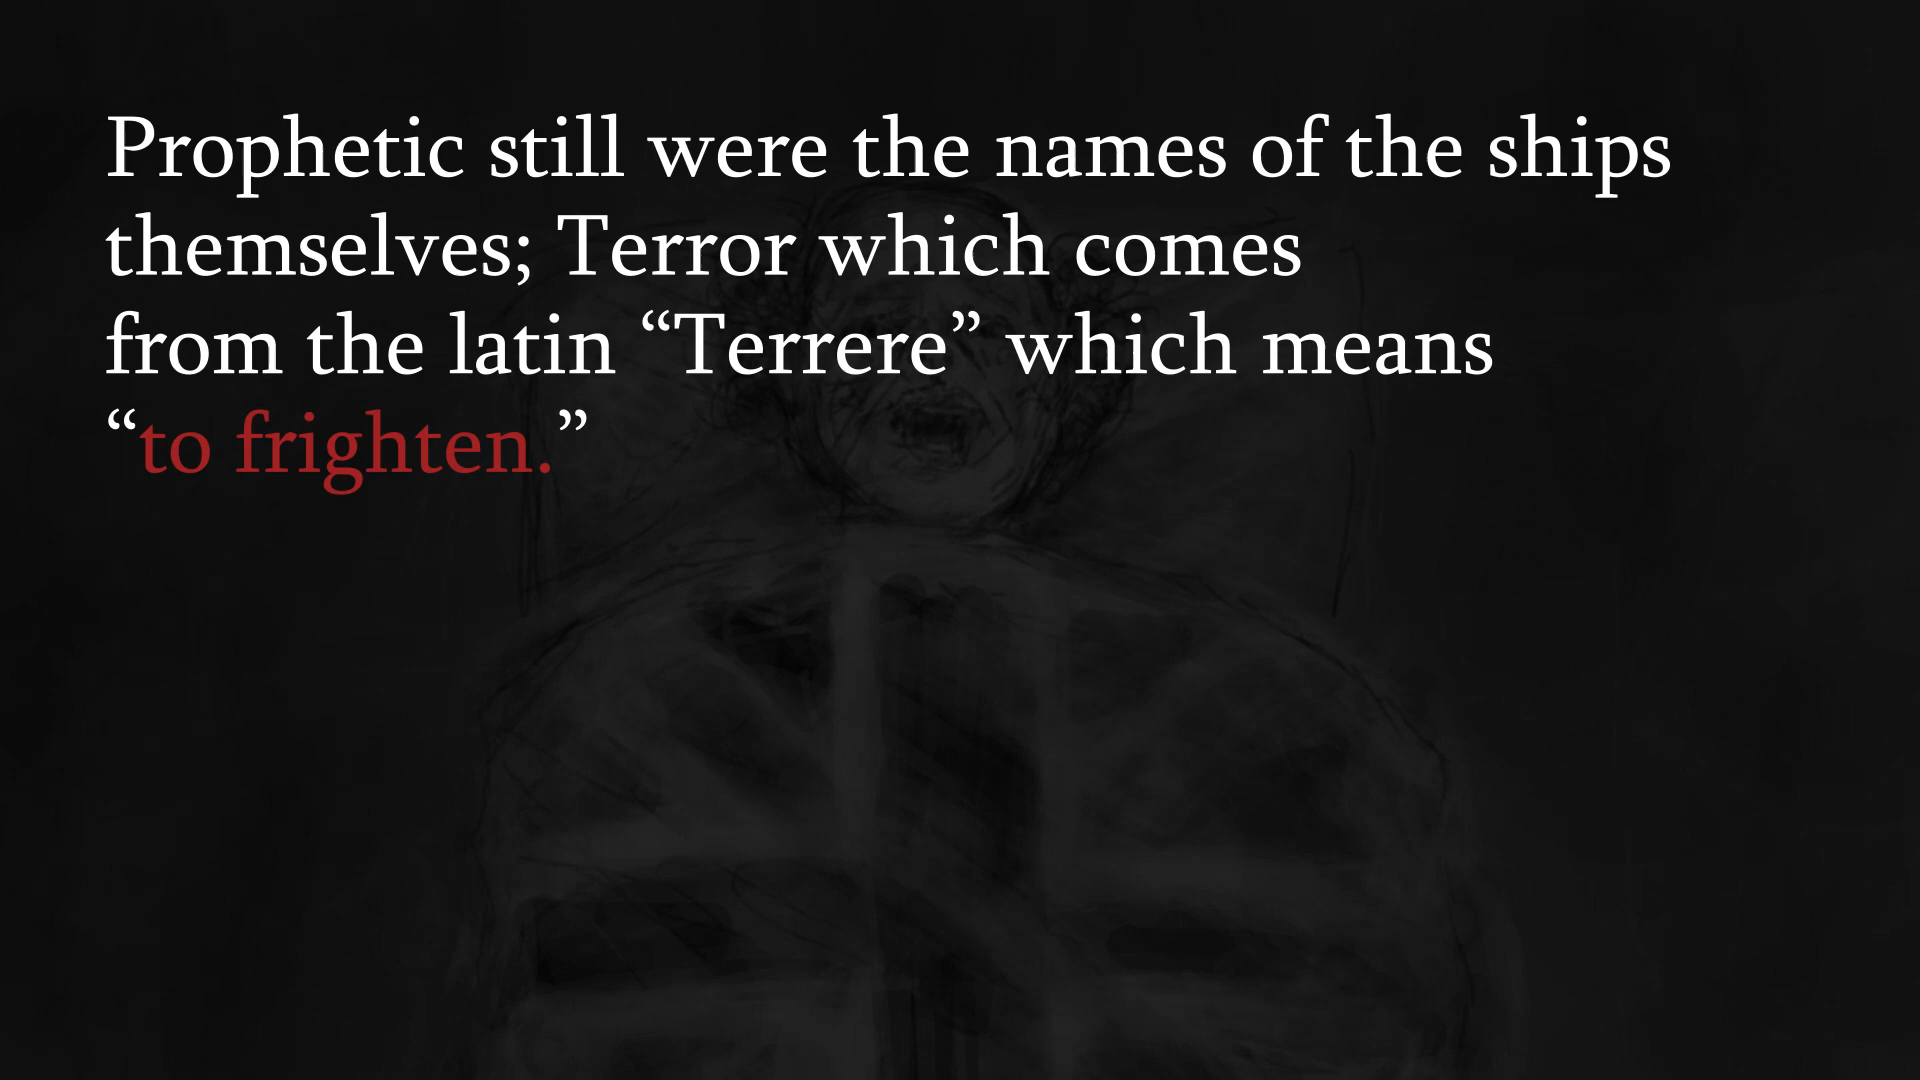 Prophetic still were the names of the ships
themselves; Terror which comes
from the latin “Terrere” which means
“to frighten.”